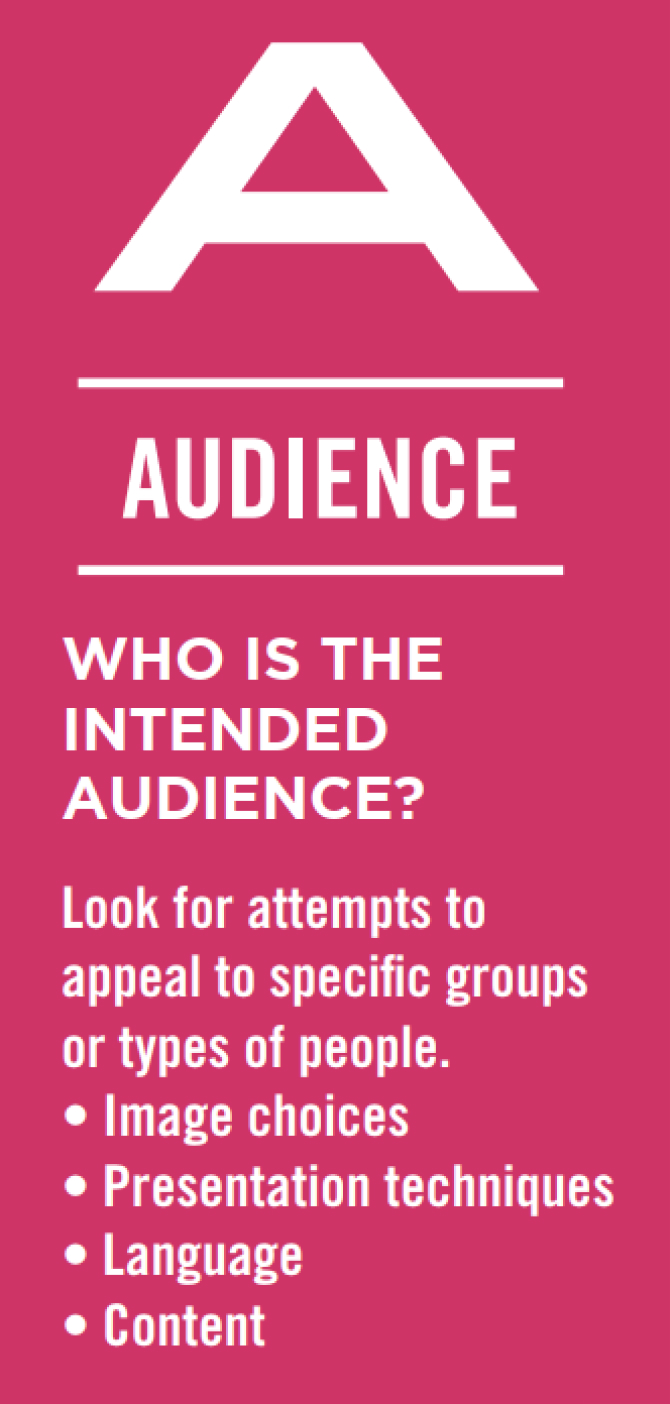 A
AUDIENCE
WHO IS THE
INTENDED
AUDIENCE?
Look for attempts to
appeal to specific groups
or types of people.
• Image choices
• Presentation techniques
• Language
• Content